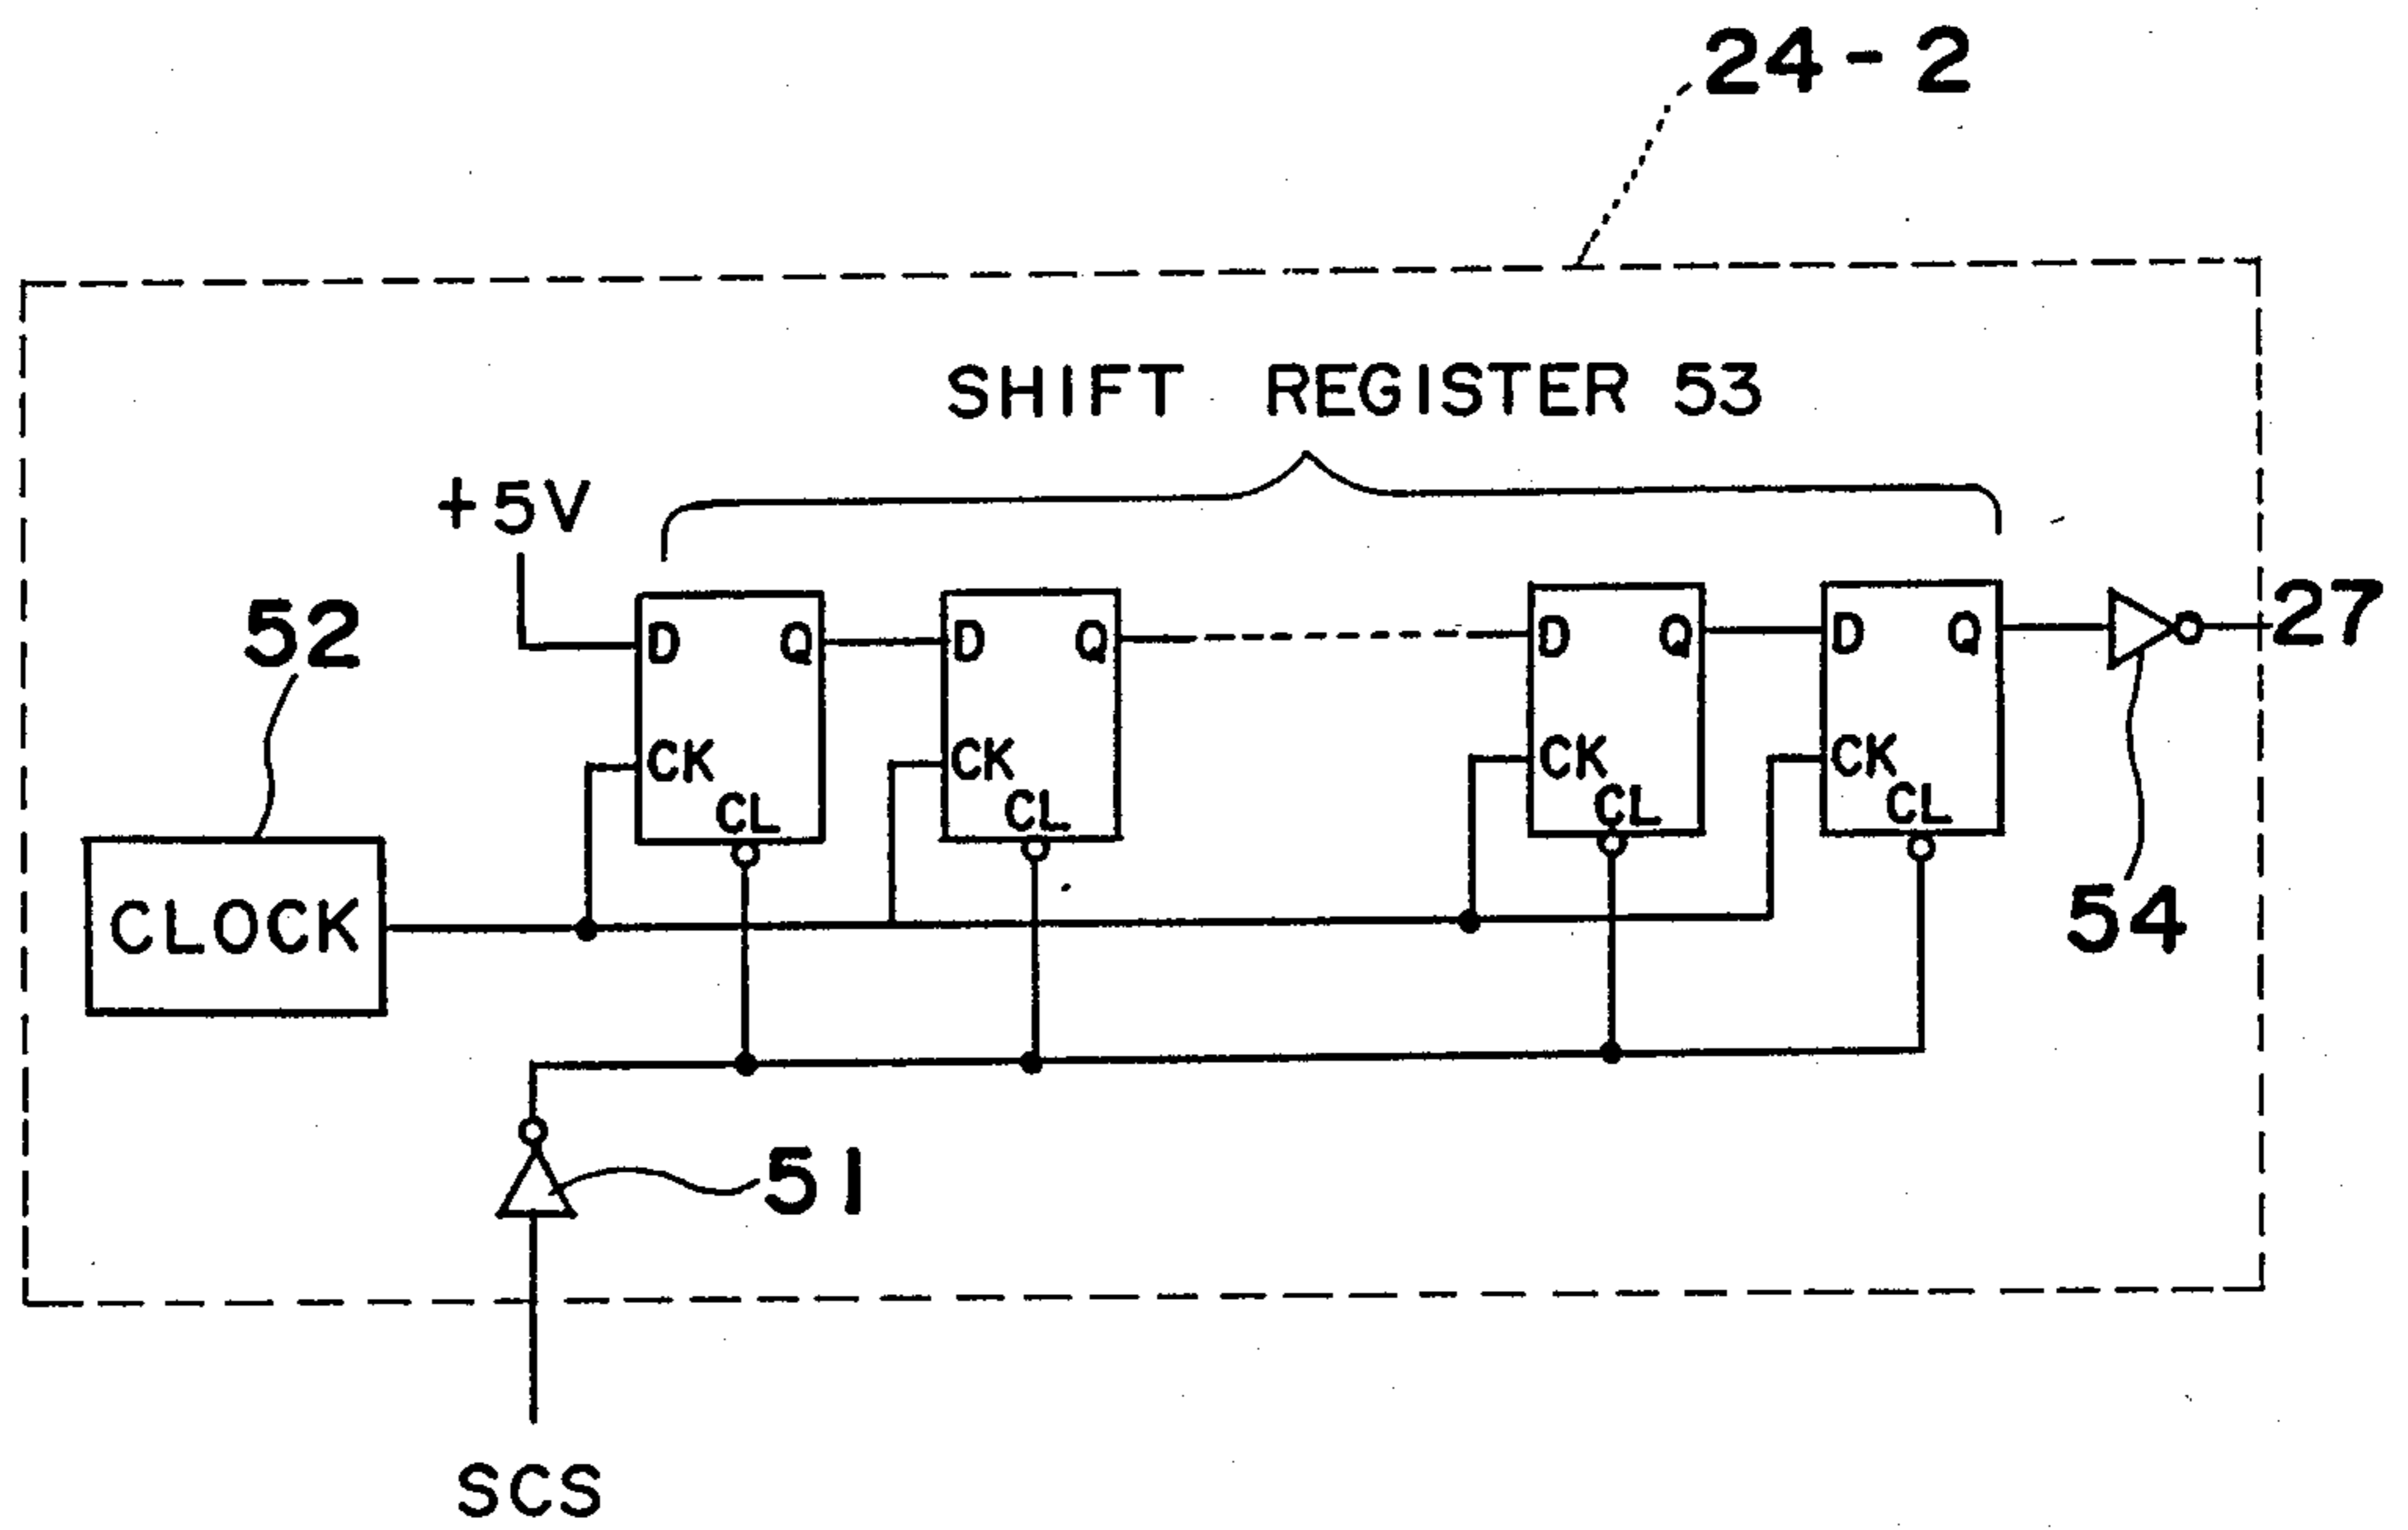 24-2
SHIFT REGISTER 53
+5V
52
D Q D Q D Q D Q
27
CK CK CK CK
CL CL CL CL
CLOCK
54
51
SCS